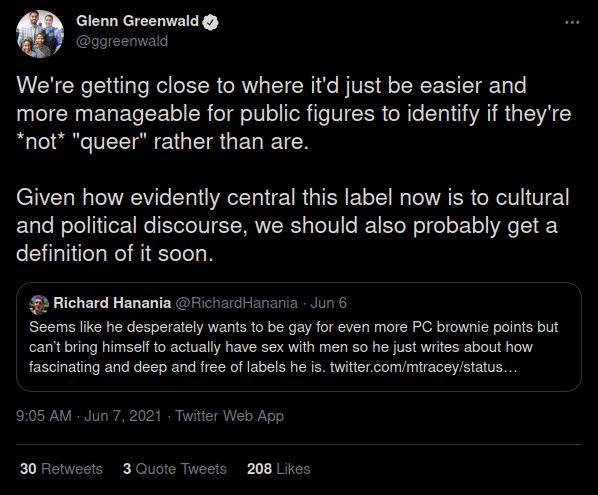 Glenn Greenwald
@ggreenwald
We're getting close to where it'd just be easier and
more manageable for public figures to identify if they're
*not* "queer" rather than are.
Given how evidently central this label now is to cultural
and political discourse, we should also probably get a
definition of it soon.
Richard Hanania @RichardHanania · Jun 6
Seems like he desperately wants to be gay for even more PC brownie points but
can't bring himself to actually have sex with men so he just writes about how
fascinating and deep and free of labels he is. twitter.com/mtracey/status…
9:05 AM · Jun 7, 2021 · Twitter Web App
30 Retweets 3 Quote Tweets 208 Likes